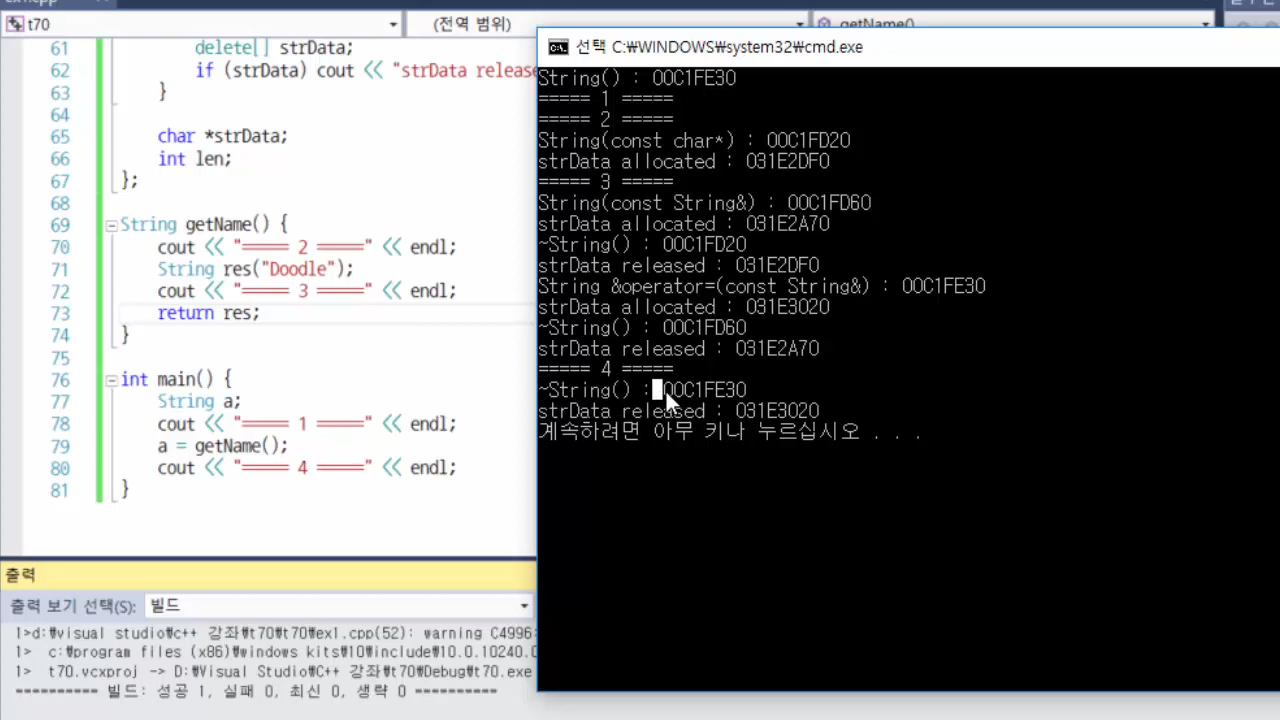 t70
(전역 범위)
getName()
61 delete[] strData;
62 if (strData) cout << "strData release
63 }
64
65 char *strData;
66 int len;
67 };
68
69 String getName() {
70 cout << "===== 2 =====" << endl;
71 String res("Doodle");
72 cout << "===== 3 =====" << endl;
73 return res;
74 }
75
76 int main() {
77 String a;
78 cout << "===== 1 =====" << endl;
79 a = getName();
80 cout << "===== 4 =====" << endl;
81 }
출력
출력 보기 선택(S): 빌드
1>d:₩visual studio₩c++ 강좌₩t70₩t70₩ex1.cpp(52): warning C4996:
1> c:₩program files (x86)₩windows kits₩10₩include₩10.0.10240.0
1> t70.vcxproj -> D:₩Visual Studio₩C++ 강좌₩t70₩Debug₩t70.exe
========== 빌드: 성공 1, 실패 0, 최신 0, 생략 0 ==========
선택 C:₩WINDOWS₩system32₩cmd.exe
String() : 00C1FE30
===== 1 =====
===== 2 =====
String(const char*) : 00C1FD20
strData allocated : 031E2DF0
===== 3 =====
String(const String&) : 00C1FD60
strData allocated : 031E2A70
~String() : 00C1FD20
strData released : 031E2DF0
String &operator=(const String&) : 00C1FE30
strData allocated : 031E3020
~String() : 00C1FD60
strData released : 031E2A70
===== 4 =====
~String() : 00C1FE30
strData released : 031E3020
계속하려면 아무 키나 누르십시오 . . .